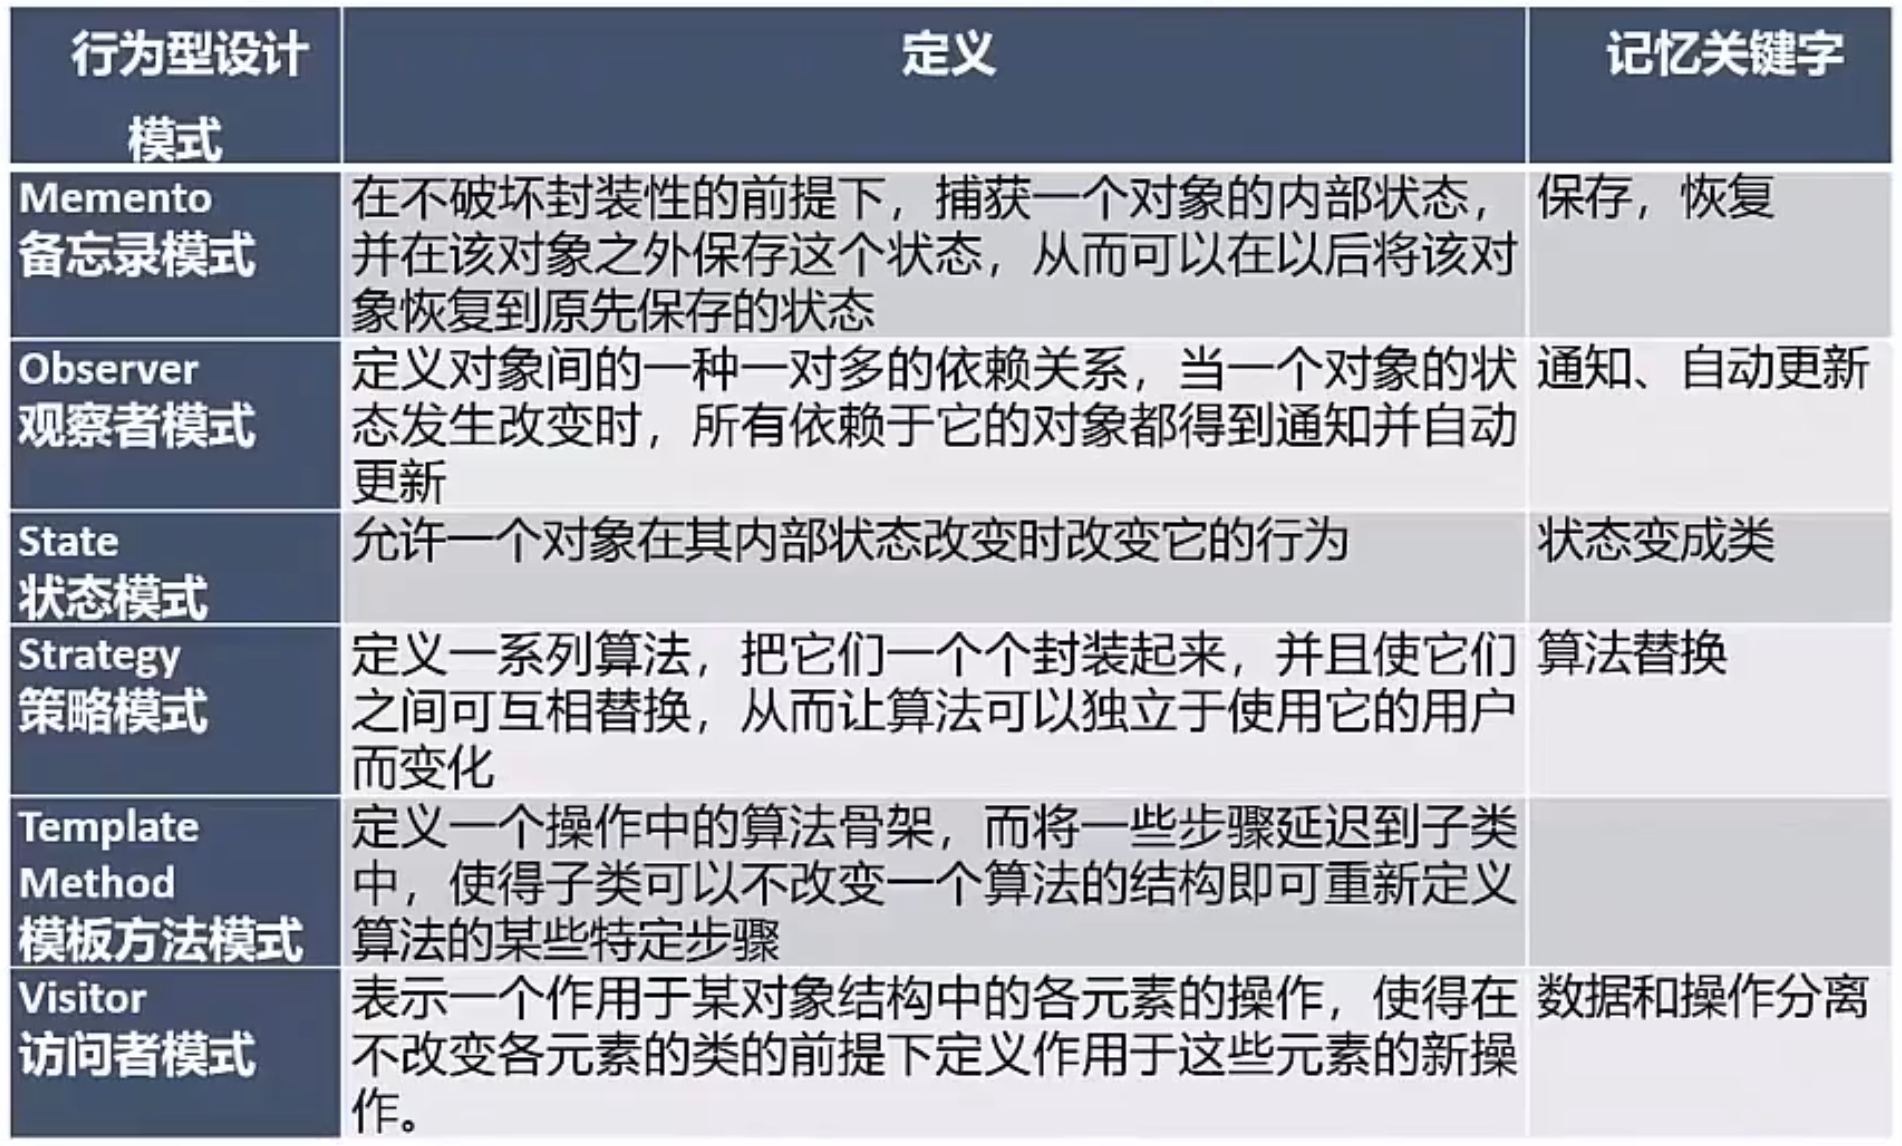 行为型设计
模式
定义
记忆关键字
Memento
备忘录模式
在不破坏封装性的前提下，捕获一个对象的内部状态，
并在该对象之外保存这个状态，从而可以在以后将该对
象恢复到原先保存的状态
保存，恢复
Observer
观察者模式
定义对象间的一种一对多的依赖关系，当一个对象的状
态发生改变时，所有依赖于它的对象都得到通知并自动
更新
通知、自动更新
State
状态模式
允许一个对象在其内部状态改变时改变它的行为
状态变成类
Strategy
策略模式
定义一系列算法，把它们一个个封装起来，并且使它们
之间可互相替换，从而让算法可以独立于使用它的用户
而变化
算法替换
Template
Method
模板方法模式
定义一个操作中的算法骨架，而将一些步骤延迟到子类
中，使得子类可以不改变一个算法的结构即可重新定义
算法的某些特定步骤
Visitor
访问者模式
表示一个作用于某对象结构中的各元素的操作，使得在
不改变各元素的类的前提下定义作用于这些元素的新操
作。
数据和操作分离